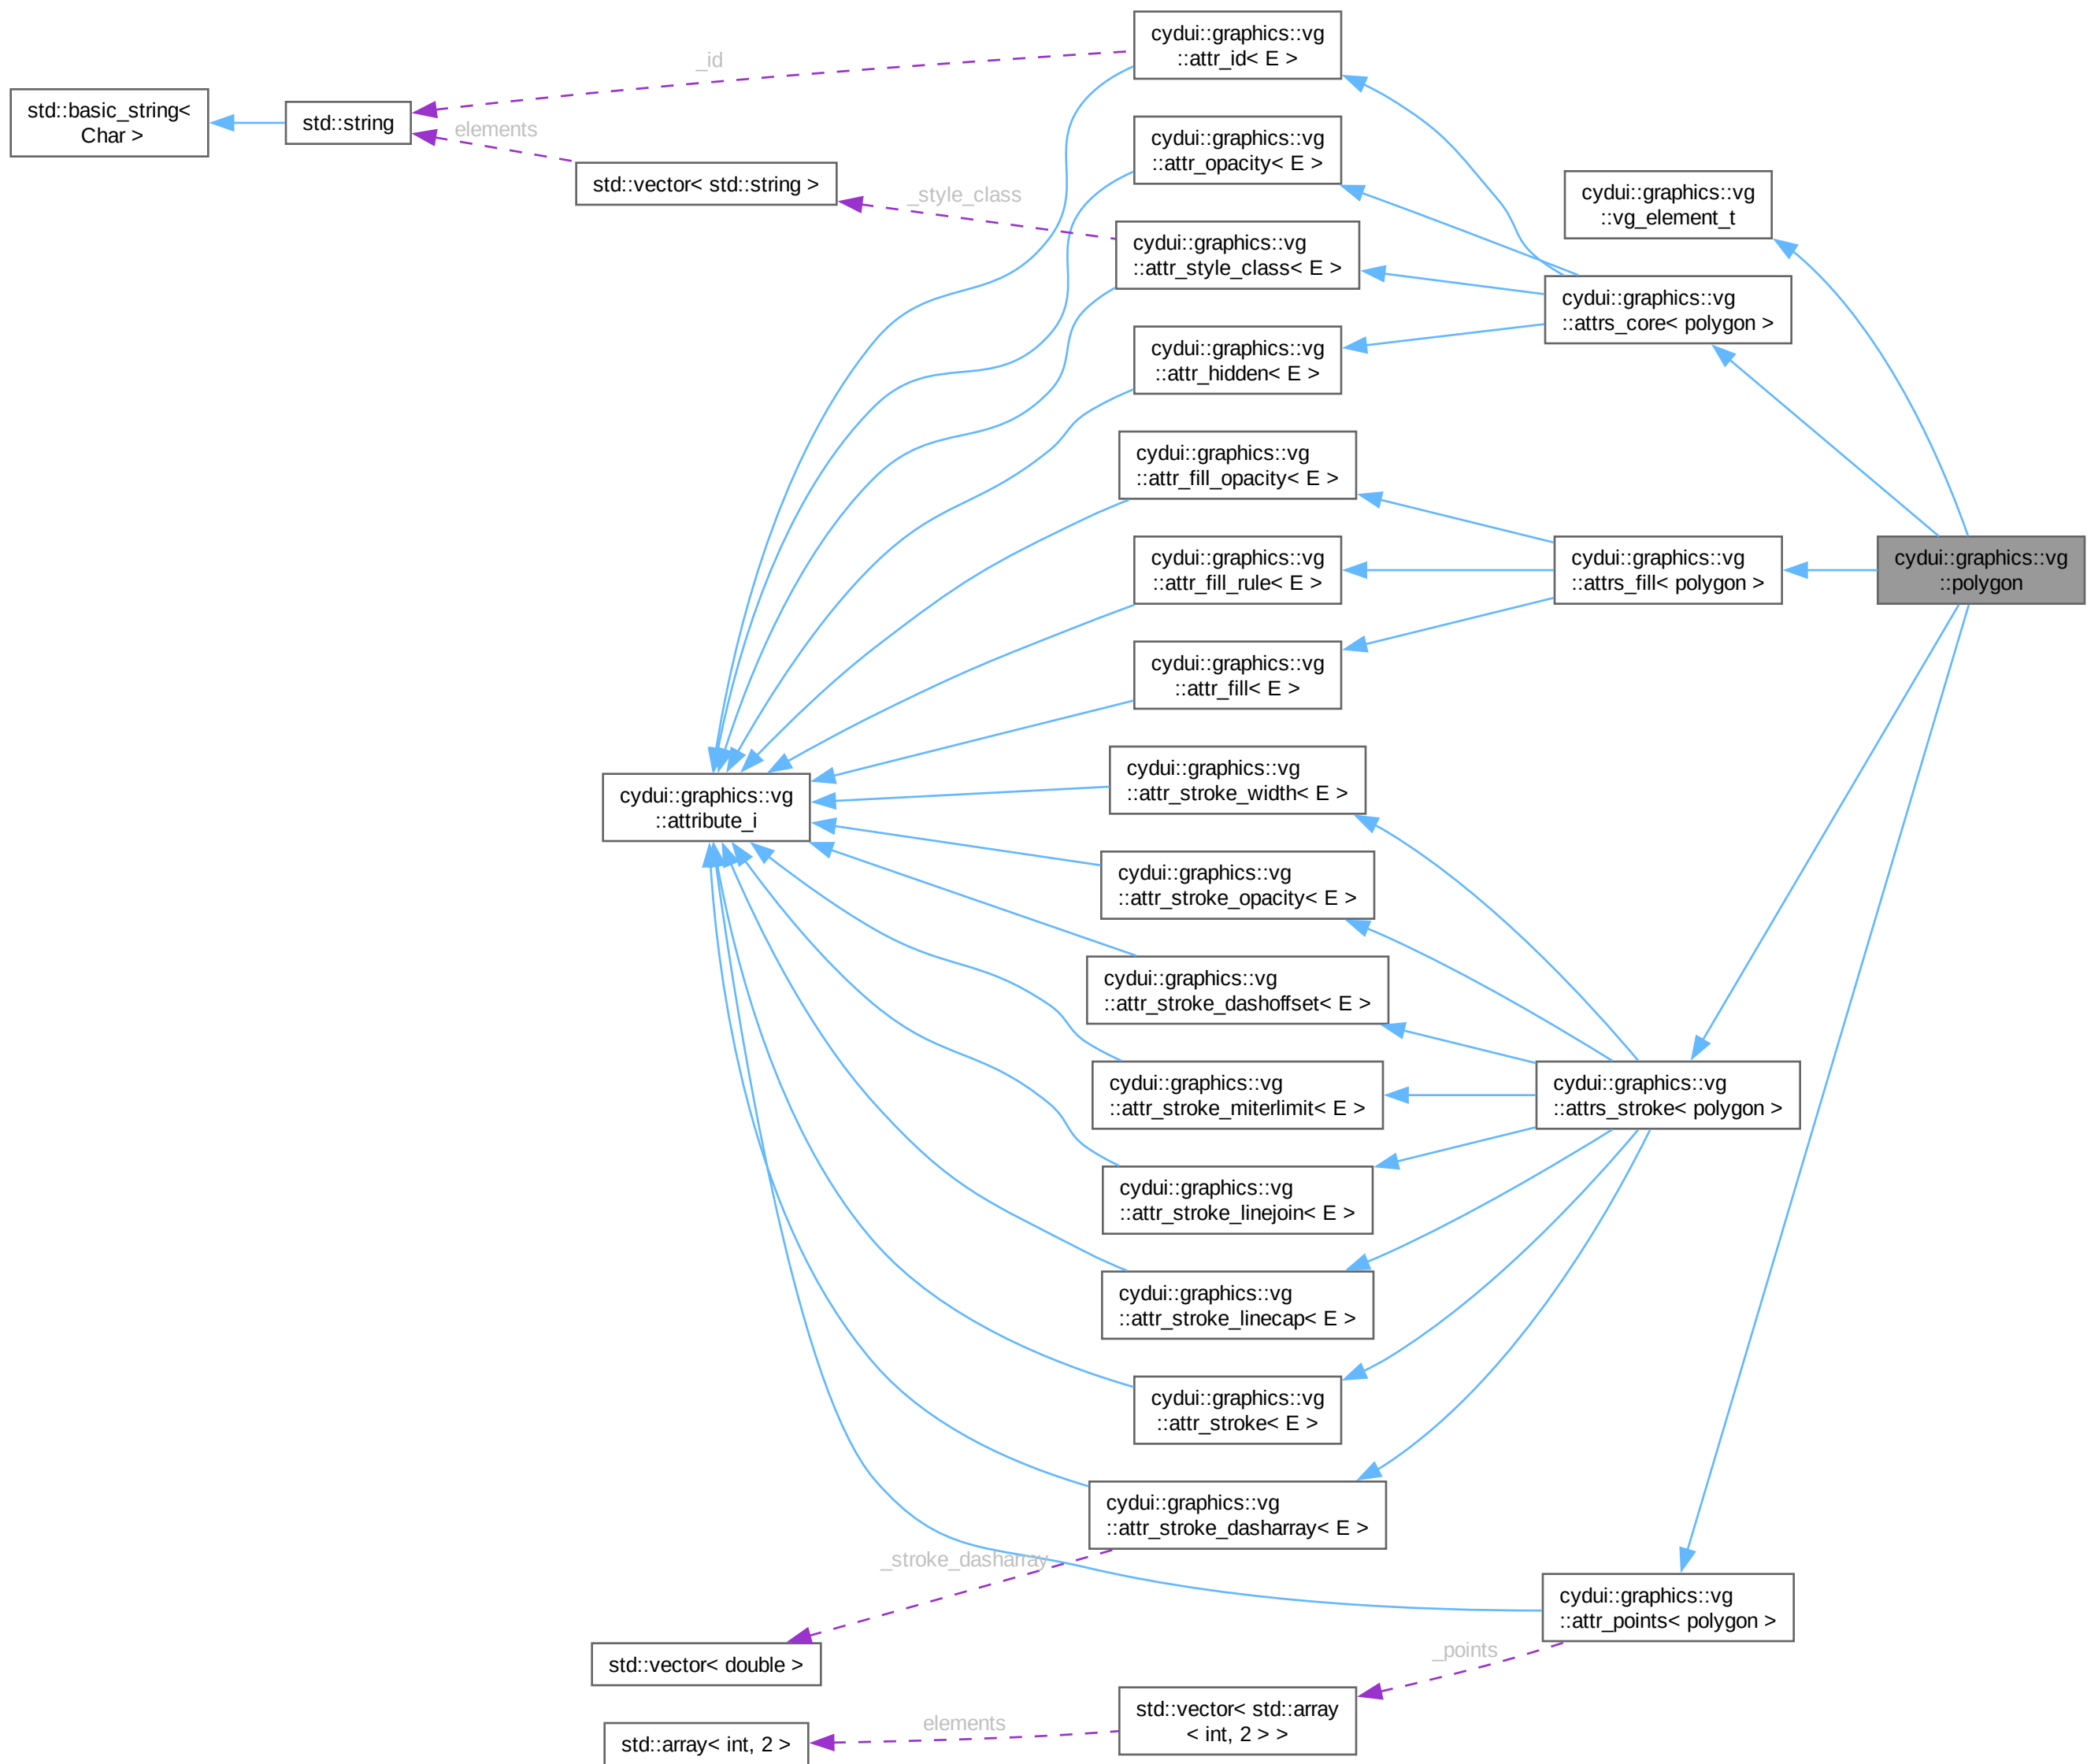 cydui::graphics::vg
::attr_id< E >
_id
std::basic_string<
Char >
std::string
elements
std::vector< std::string >
_style_class
cydui::graphics::vg
::attr_opacity< E >
cydui::graphics::vg
::vg_element_t
cydui::graphics::vg
::attr_style_class< E >
cydui::graphics::vg
::attrs_core< polygon >
cydui::graphics::vg
::attr_hidden< E >
cydui::graphics::vg
::attr_fill_opacity< E >
cydui::graphics::vg
::attr_fill_rule< E >
cydui::graphics::vg
::attrs_fill< polygon >
cydui::graphics::vg
::polygon
cydui::graphics::vg
::attr_fill< E >
cydui::graphics::vg
::attribute_i
cydui::graphics::vg
::attr_stroke_width< E >
cydui::graphics::vg
::attr_stroke_opacity< E >
cydui::graphics::vg
::attr_stroke_dashoffset< E >
cydui::graphics::vg
::attr_stroke_miterlimit< E >
cydui::graphics::vg
::attrs_stroke< polygon >
cydui::graphics::vg
::attr_stroke_linejoin< E >
cydui::graphics::vg
::attr_stroke_linecap< E >
cydui::graphics::vg
::attr_stroke< E >
cydui::graphics::vg
::attr_stroke_dasharray< E >
_stroke_dasharray
cydui::graphics::vg
::attr_points< polygon >
std::vector< double >
_points
std::vector< std::array
< int, 2 > >
elements
std::array< int, 2 >